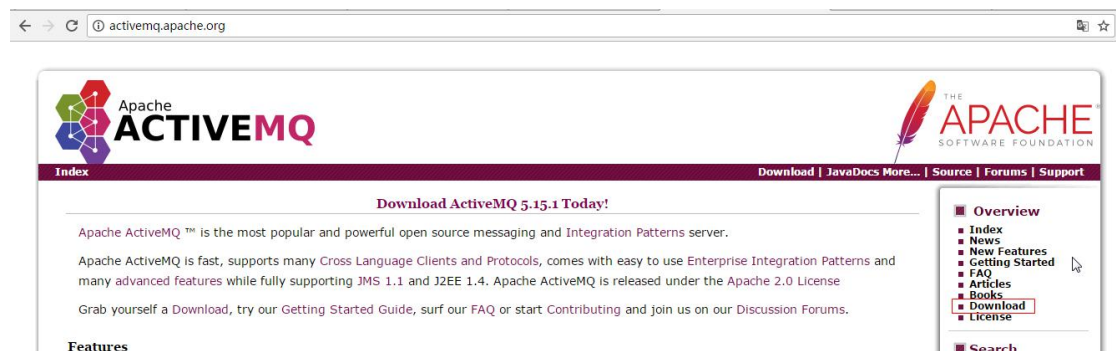 activemq.apache.org
Apache
ACTIVEMQ
THE
APACHE®
SOFTWARE FOUNDATION
Index
Download | JavaDocs More... | Source | Forums | Support
Download ActiveMQ 5.15.1 Today!
Apache ActiveMQ ™ is the most popular and powerful open source messaging and Integration Patterns server.
Apache ActiveMQ is fast, supports many Cross Language Clients and Protocols, comes with easy to use Enterprise Integration Patterns and
many advanced features while fully supporting JMS 1.1 and J2EE 1.4. Apache ActiveMQ is released under the Apache 2.0 License
Grab yourself a Download, try our Getting Started Guide, surf our FAQ or start Contributing and join us on our Discussion Forums.
Features
Overview
Index
News
New Features
Getting Started
FAQ
Articles
Books
Download
License
Search